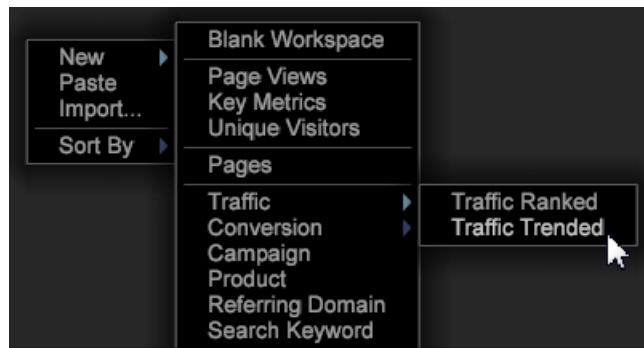 New
Paste
Import...
Sort By
Blank Workspace
Page Views
Key Metrics
Unique Visitors
Pages
Traffic
Conversion
Campaign
Product
Referring Domain
Search Keyword
Traffic Ranked
Traffic Trended